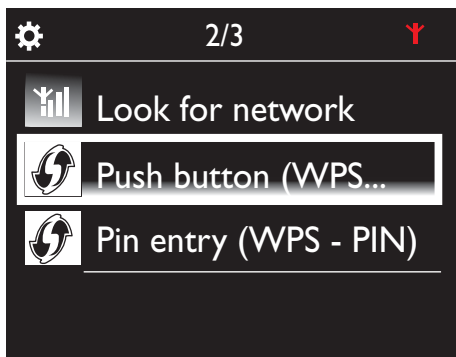 2/3
Look for network
Push button (WPS...
Pin entry (WPS - PIN)